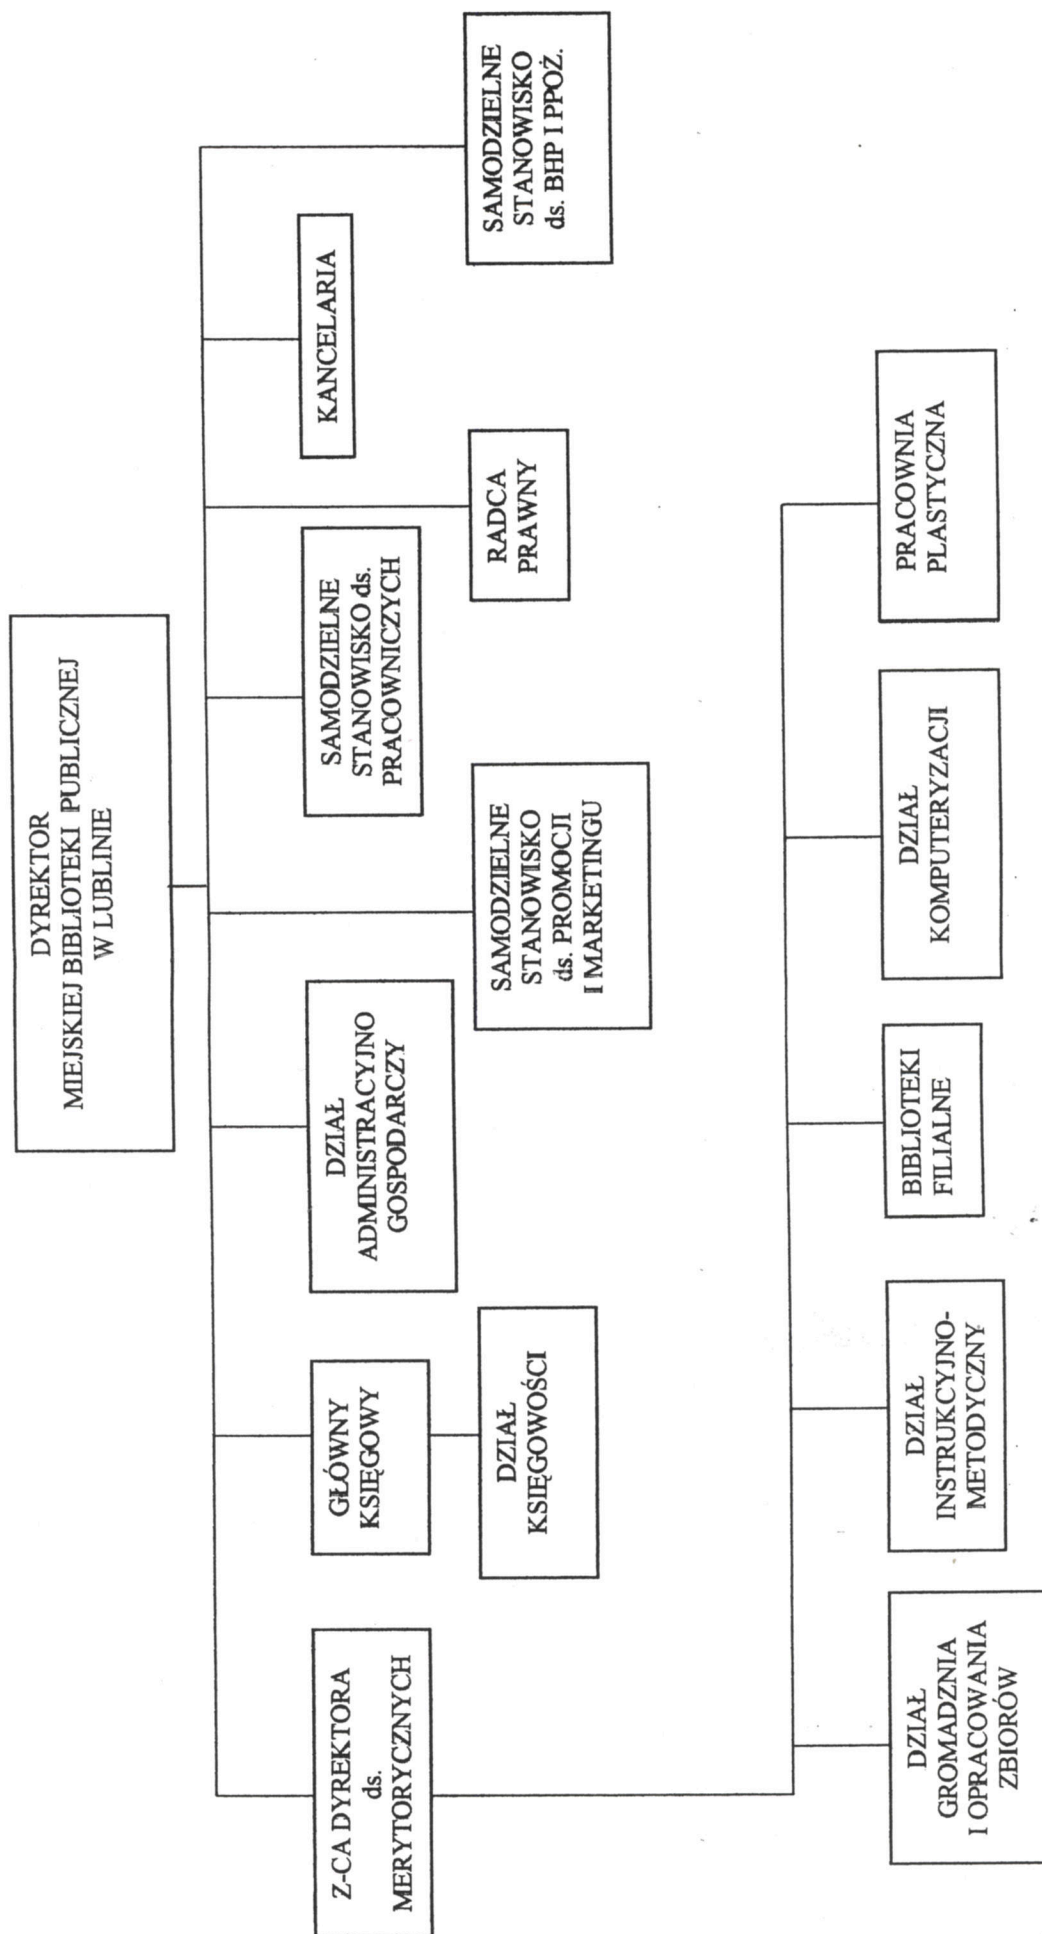 DYREKTOR
MIEJSKIEJ BIBLIOTEKI PUBLICZNEJ
W LUBLINIE
Z-CA DYREKTORA
ds.
MERYTORYCZNYCH
GŁÓWNY
KSIĘGOWY
DZIAŁ
KSIĘGOWOŚCI
DZIAŁ
ADMINISTRACYJNO
GOSPODARCZY
SAMODZIELNE
STANOWISKO
ds. PROMOCJI
I MARKETINGU
SAMODZIELNE
STANOWISKO ds.
PRACOWNICZYCH
RADCA
PRAWNY
KANCELARIA
SAMODZIELNE
STANOWISKO
ds. BHP I PPOŻ.
DZIAŁ
GROMADZNIA
I OPRACOWANIA
ZBIORÓW
DZIAŁ
INSTRUKCYJNO-
METODYCZNY
BIBLIOTEKI
FILIALNE
DZIAŁ
KOMPUTERYZACJI
PRACOWNIA
PLASTYCZNA